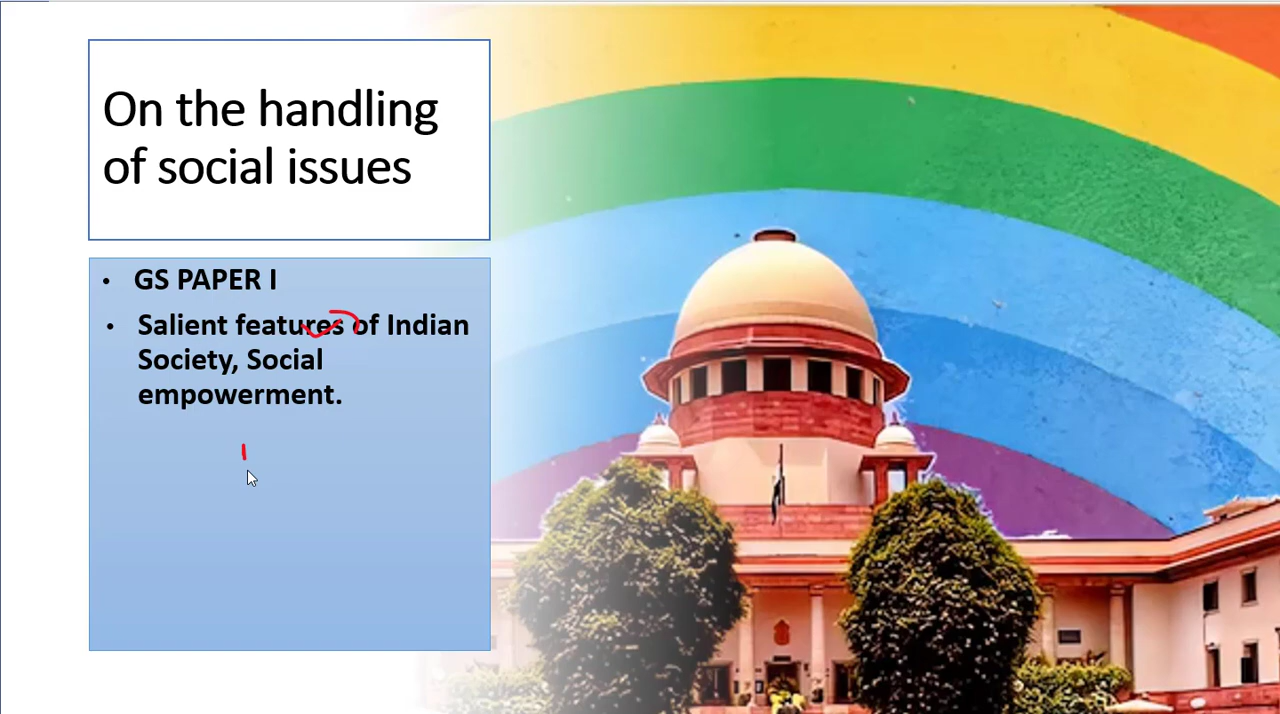 On the handling
of social issues
• GS PAPER I
• Salient features of Indian
Society, Social
empowerment.